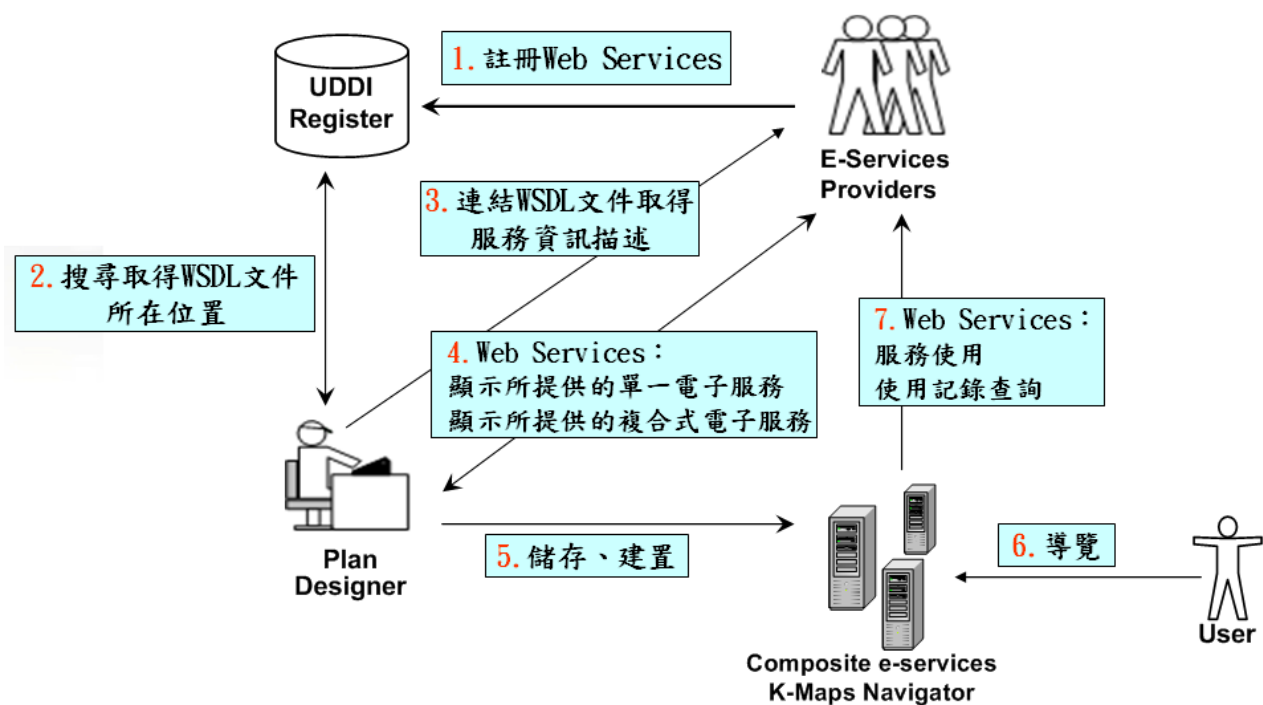 1.註冊Web Services
UDDI
Register
E-Services
Providers
3.連結WSDL文件取得
服務資訊描述
2.搜尋取得WSDL文件
所在位置
4.Web Services：
顯示所提供的單一電子服務
顯示所提供的複合式電子服務
7.Web Services：
服務使用
使用記錄查詢
Plan
Designer
5.儲存、建置
6.導覽
User
Composite e-services
K-Maps Navigator